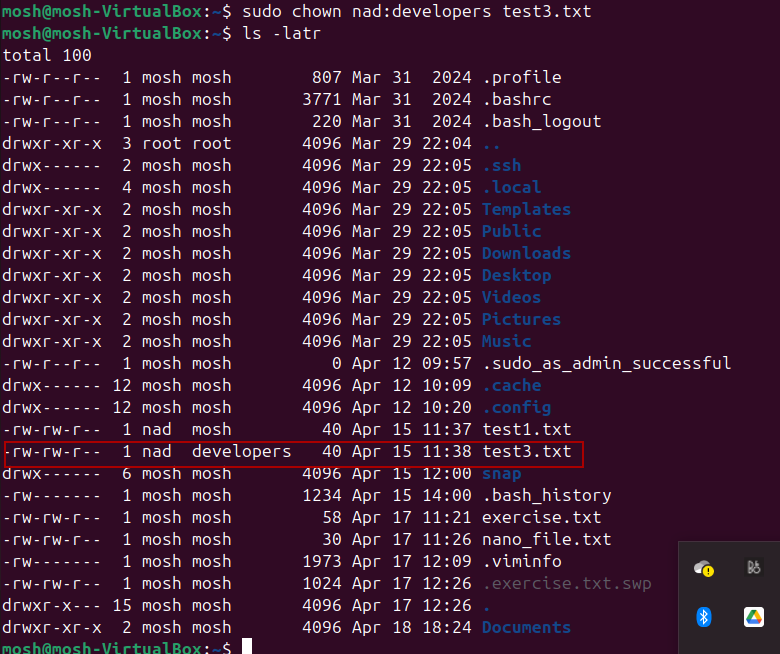 mosh@mosh-VirtualBox:~$ sudo chown nad:developers test3.txt
mosh@mosh-VirtualBox:~$ ls -latr
total 100
-rw-r--r--  1 mosh mosh        807 Mar 31  2024 .profile
-rw-r--r--  1 mosh mosh       3771 Mar 31  2024 .bashrc
-rw-r--r--  1 mosh mosh        220 Mar 31  2024 .bash_logout
drwxr-xr-x  3 root root       4096 Mar 29 22:04 ..
drwx------  2 mosh mosh       4096 Mar 29 22:05 .ssh
drwx------  4 mosh mosh       4096 Mar 29 22:05 .local
drwxr-xr-x  2 mosh mosh       4096 Mar 29 22:05 Templates
drwxr-xr-x  2 mosh mosh       4096 Mar 29 22:05 Public
drwxr-xr-x  2 mosh mosh       4096 Mar 29 22:05 Downloads
drwxr-xr-x  2 mosh mosh       4096 Mar 29 22:05 Desktop
drwxr-xr-x  2 mosh mosh       4096 Mar 29 22:05 Videos
drwxr-xr-x  2 mosh mosh       4096 Mar 29 22:05 Pictures
drwxr-xr-x  2 mosh mosh       4096 Mar 29 22:05 Music
-rw-r--r--  1 mosh mosh          0 Apr 12 09:57 .sudo_as_admin_successful
drwx------ 12 mosh mosh       4096 Apr 12 10:09 .cache
drwx------ 12 mosh mosh       4096 Apr 12 10:20 .config
-rw-rw-r--  1 nad  mosh         40 Apr 15 11:37 test1.txt
-rw-rw-r--  1 nad  developers   40 Apr 15 11:38 test3.txt
drwx------  6 mosh mosh       4096 Apr 15 12:00 snap
-rw-------  1 mosh mosh       1234 Apr 15 14:00 .bash_history
-rw-rw-r--  1 mosh mosh         58 Apr 17 11:21 exercise.txt
-rw-rw-r--  1 mosh mosh         30 Apr 17 11:26 nano_file.txt
-rw-------  1 mosh mosh       1973 Apr 17 12:09 .viminfo
-rw-rw-r--  1 mosh mosh       1024 Apr 17 12:26 .exercise.txt.swp
drwxr-x--- 15 mosh mosh       4096 Apr 17 12:26 .
drwxr-xr-x  2 mosh mosh       4096 Apr 18 18:24 Documents
mosh@mosh-VirtualBox:~$